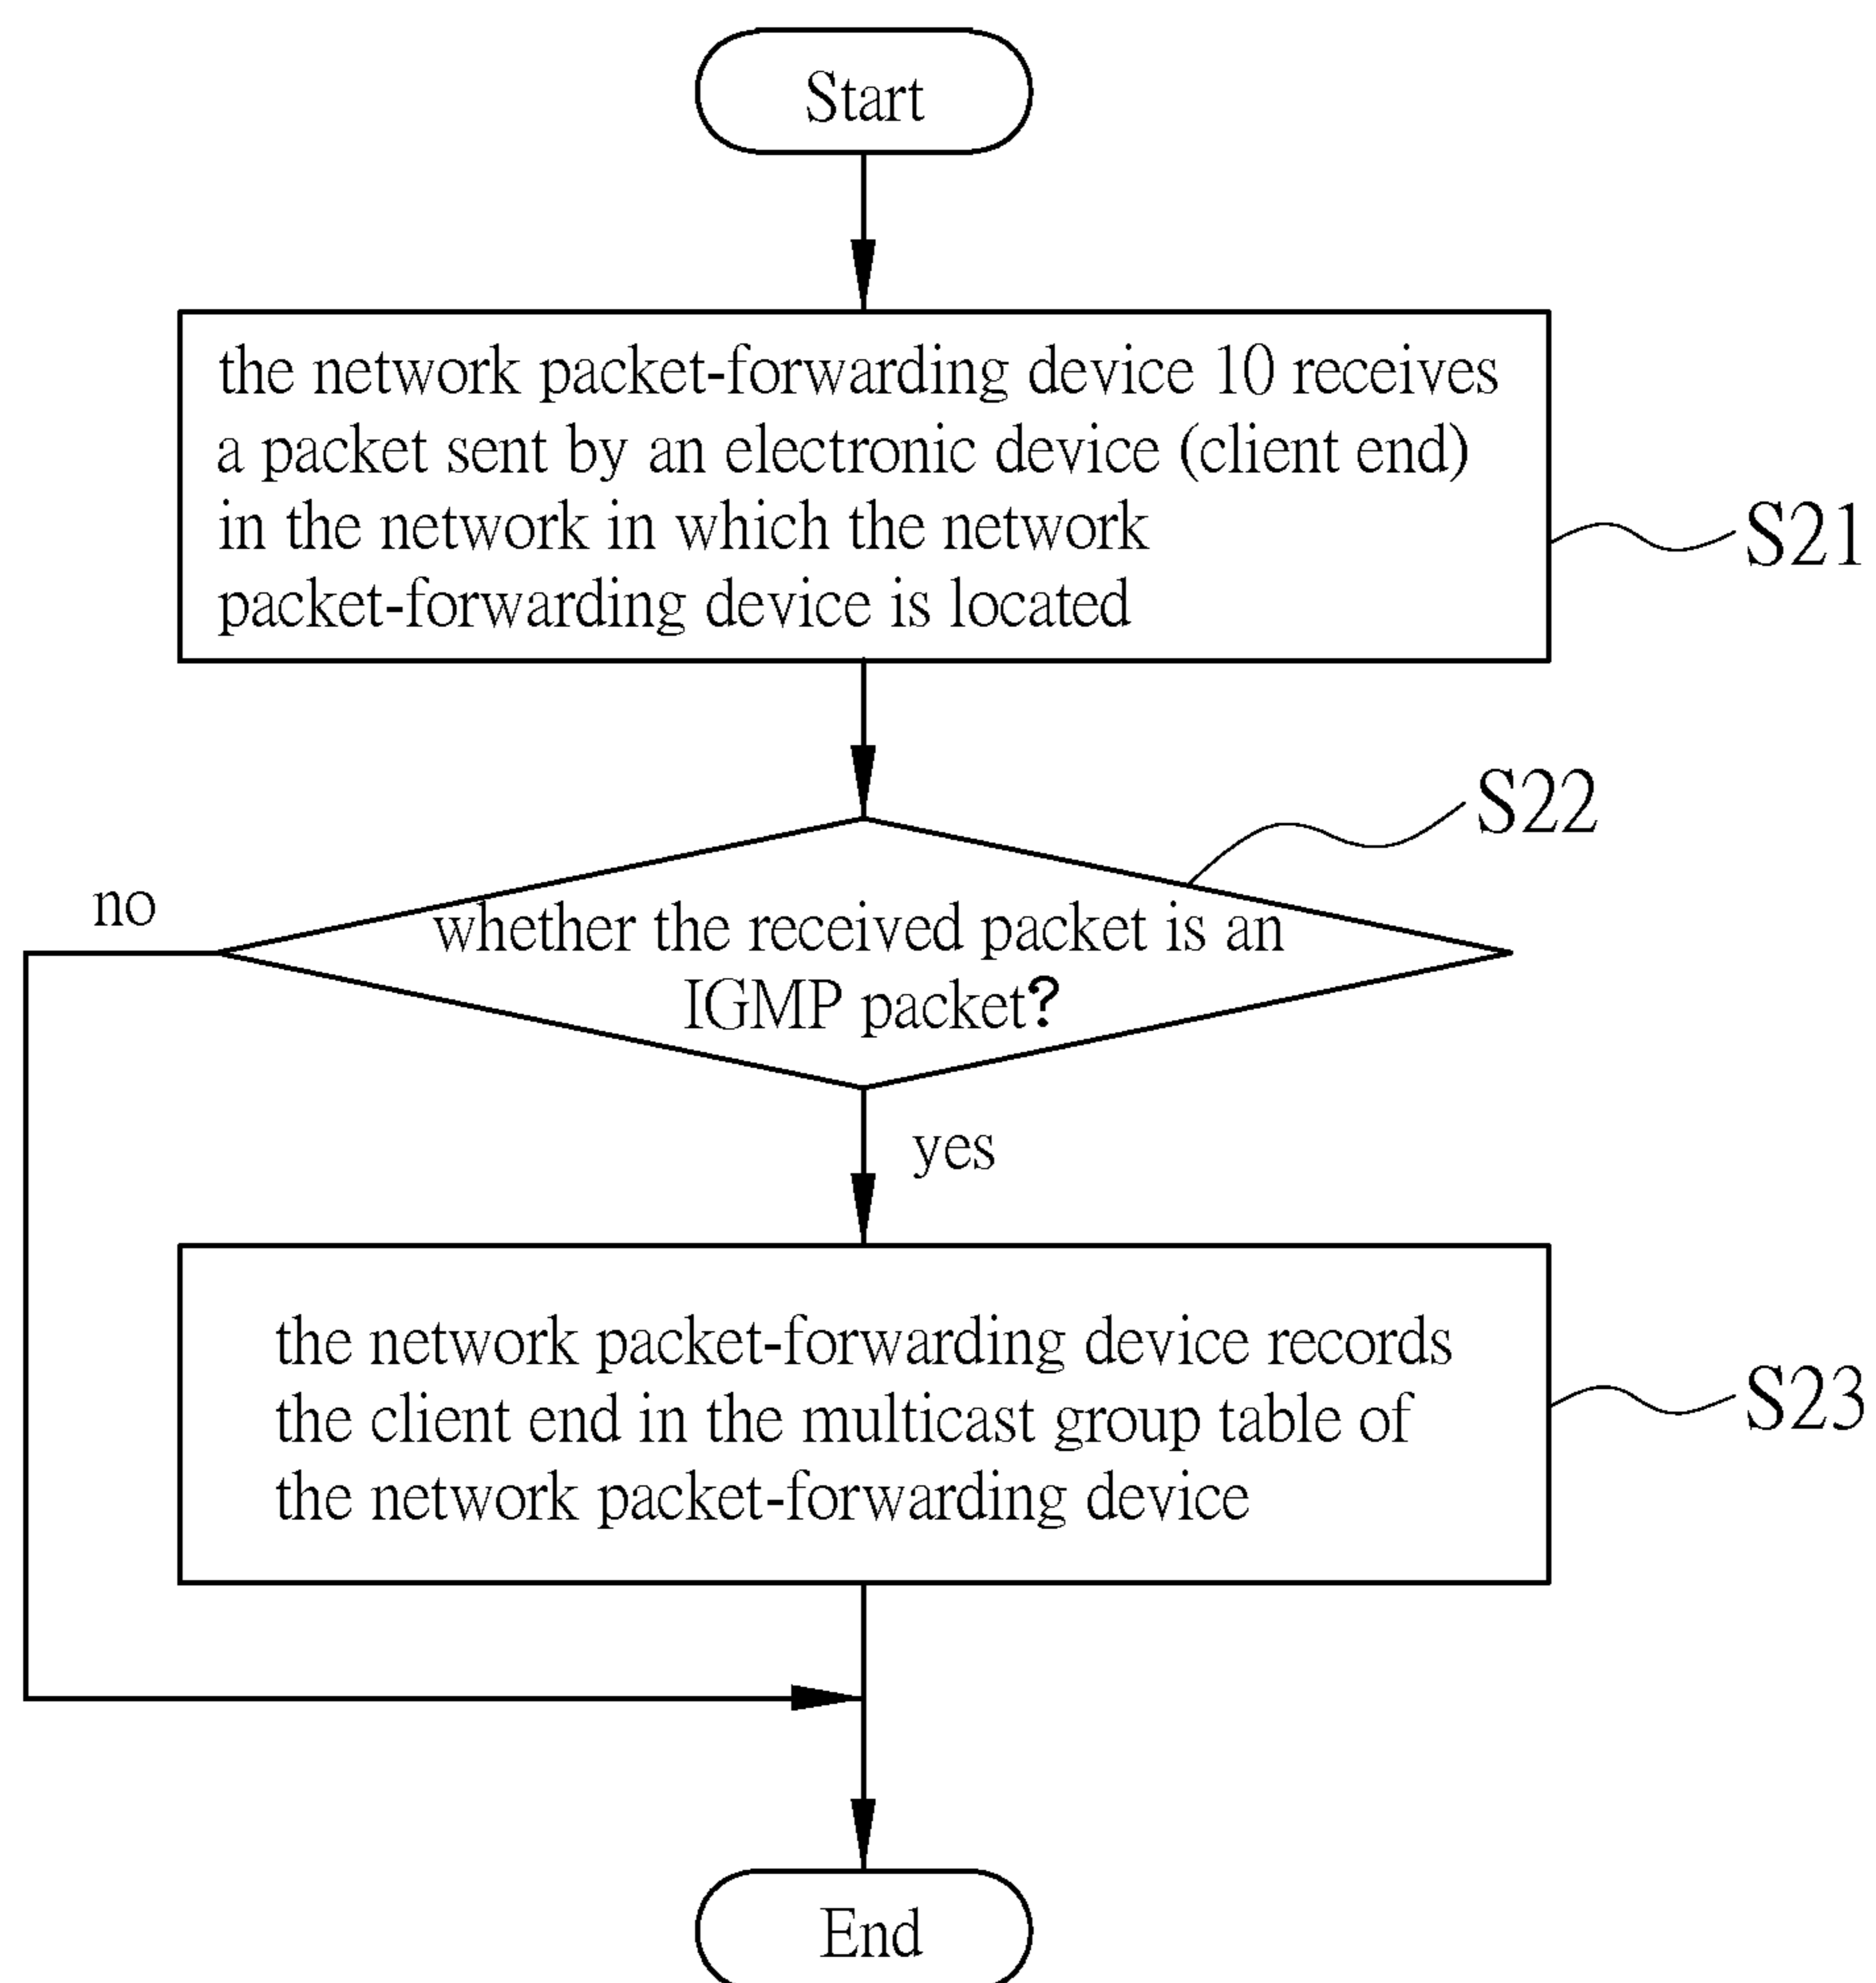 Start
the network packet-forwarding device 10 receives
a packet sent by an electronic device (client end)
in the network in which the network
packet-forwarding device is located
S21
S22
no
whether the received packet is an
IGMP packet?
yes
the network packet-forwarding device records
the client end in the multicast group table of
the network packet-forwarding device
S23
End